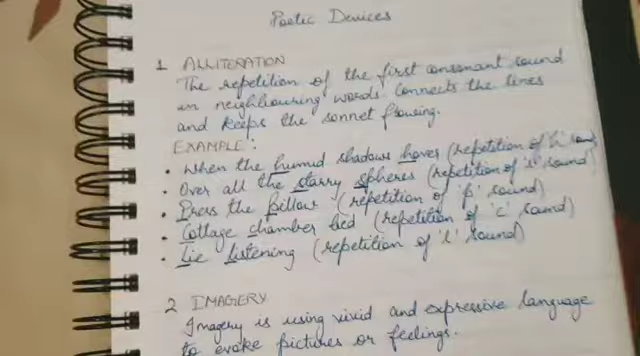 Poetic Devices
1 ALLITERATION
The repetition of the first consonant sound
in neighbouring words connects the lines
and keeps the sonnet flowing.
EXAMPLE:
• When the humid shadows hover (repetition of 'h' sound)
• Over all the starry spheres (repetition of 's' sound)
• Press the pillow (repetition of 'p' sound)
• Cottage chamber bed (repetition of 'c' sound)
• Lie listening (repetition of 'l' sound)
2 IMAGERY
Imagery is using vivid and expressive language
to evoke pictures or feelings.